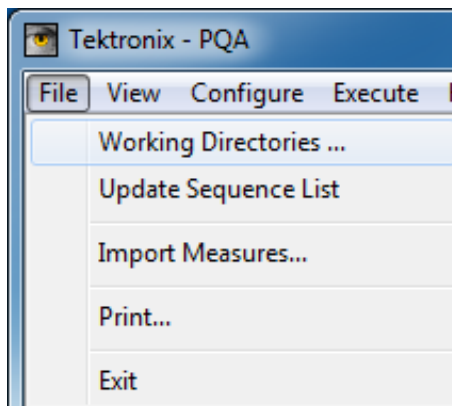 Tektronix - PQA
File View Configure Execute
Working Directories ...
Update Sequence List
Import Measures...
Print...
Exit